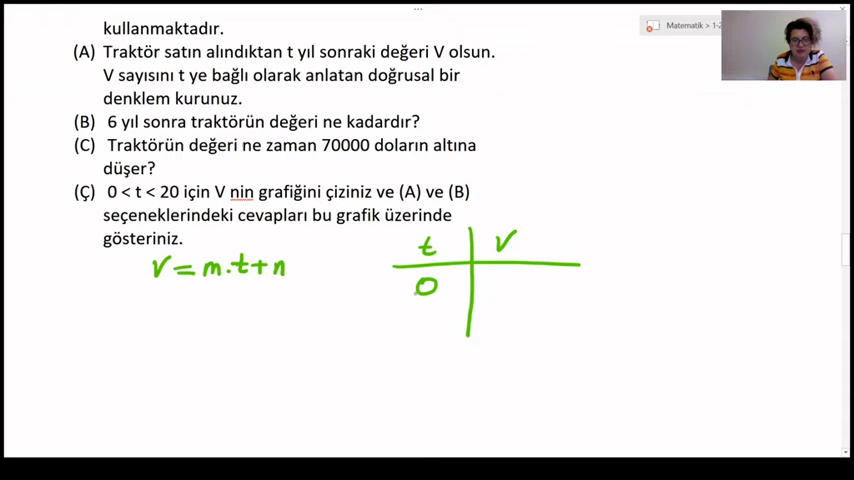 kullanmaktadır.
Matematik > 1-2
(A) Traktör satın alındıktan t yıl sonraki değeri V olsun.
V sayısını t ye bağlı olarak anlatan doğrusal bir
denklem kurunuz.
(B) 6 yıl sonra traktörün değeri ne kadardır?
(C) Traktörün değeri ne zaman 70000 doların altına
düşer?
(Ç) 0 < t < 20 için V nin grafiğini çiziniz ve (A) ve (B)
seçeneklerindeki cevapları bu grafik üzerinde
gösteriniz.
t V
V = m.t+n
0